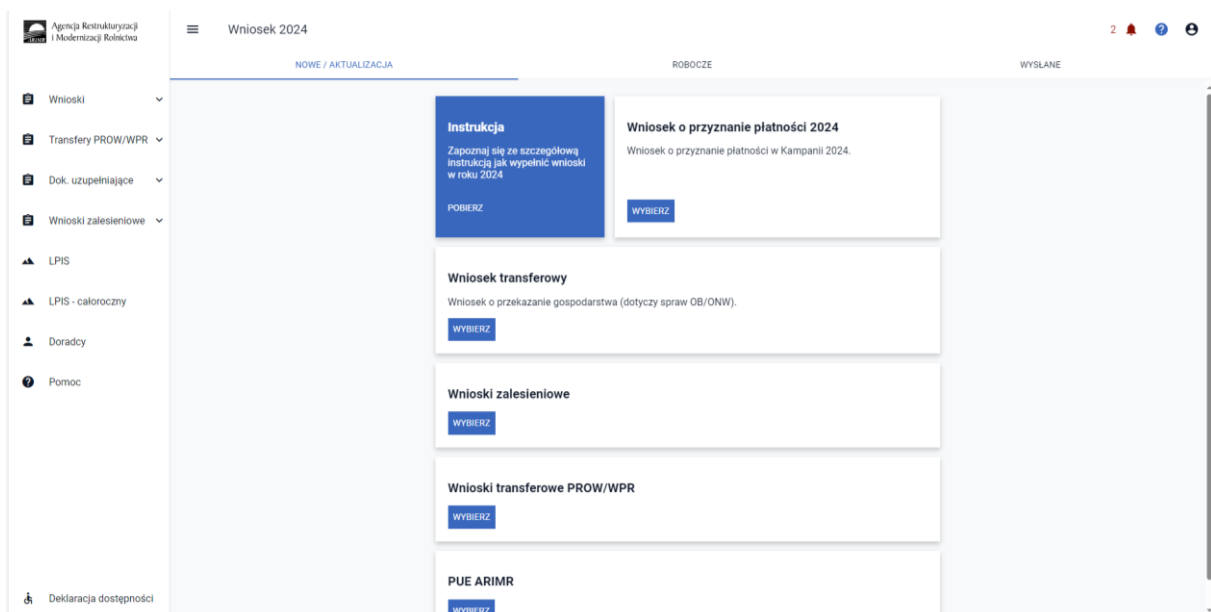 Agencja Restrukturyzacji
i Modernizacji Rolnictwa
Wniosek 2024
2
NOWE / AKTUALIZACJA
ROBOCZE
WYSŁANE
Wnioski
Transfery PROW/WPR
Dok. uzupełniające
Wnioski zalesieniowe
LPIS
LPIS - całoroczny
Doradcy
Pomoc
Deklaracja dostępności
Instrukcja
Zapoznaj się ze szczegółową
instrukcją jak wypełnić wnioski
w roku 2024
POBIERZ
Wniosek o przyznanie płatności 2024
Wniosek o przyznanie płatności w Kampanii 2024.
WYBIERZ
Wniosek transferowy
Wniosek o przekazanie gospodarstwa (dotyczy spraw OB/ONW).
WYBIERZ
Wnioski zalesieniowe
WYBIERZ
Wnioski transferowe PROW/WPR
WYBIERZ
PUE ARIMR
WYBIERZ